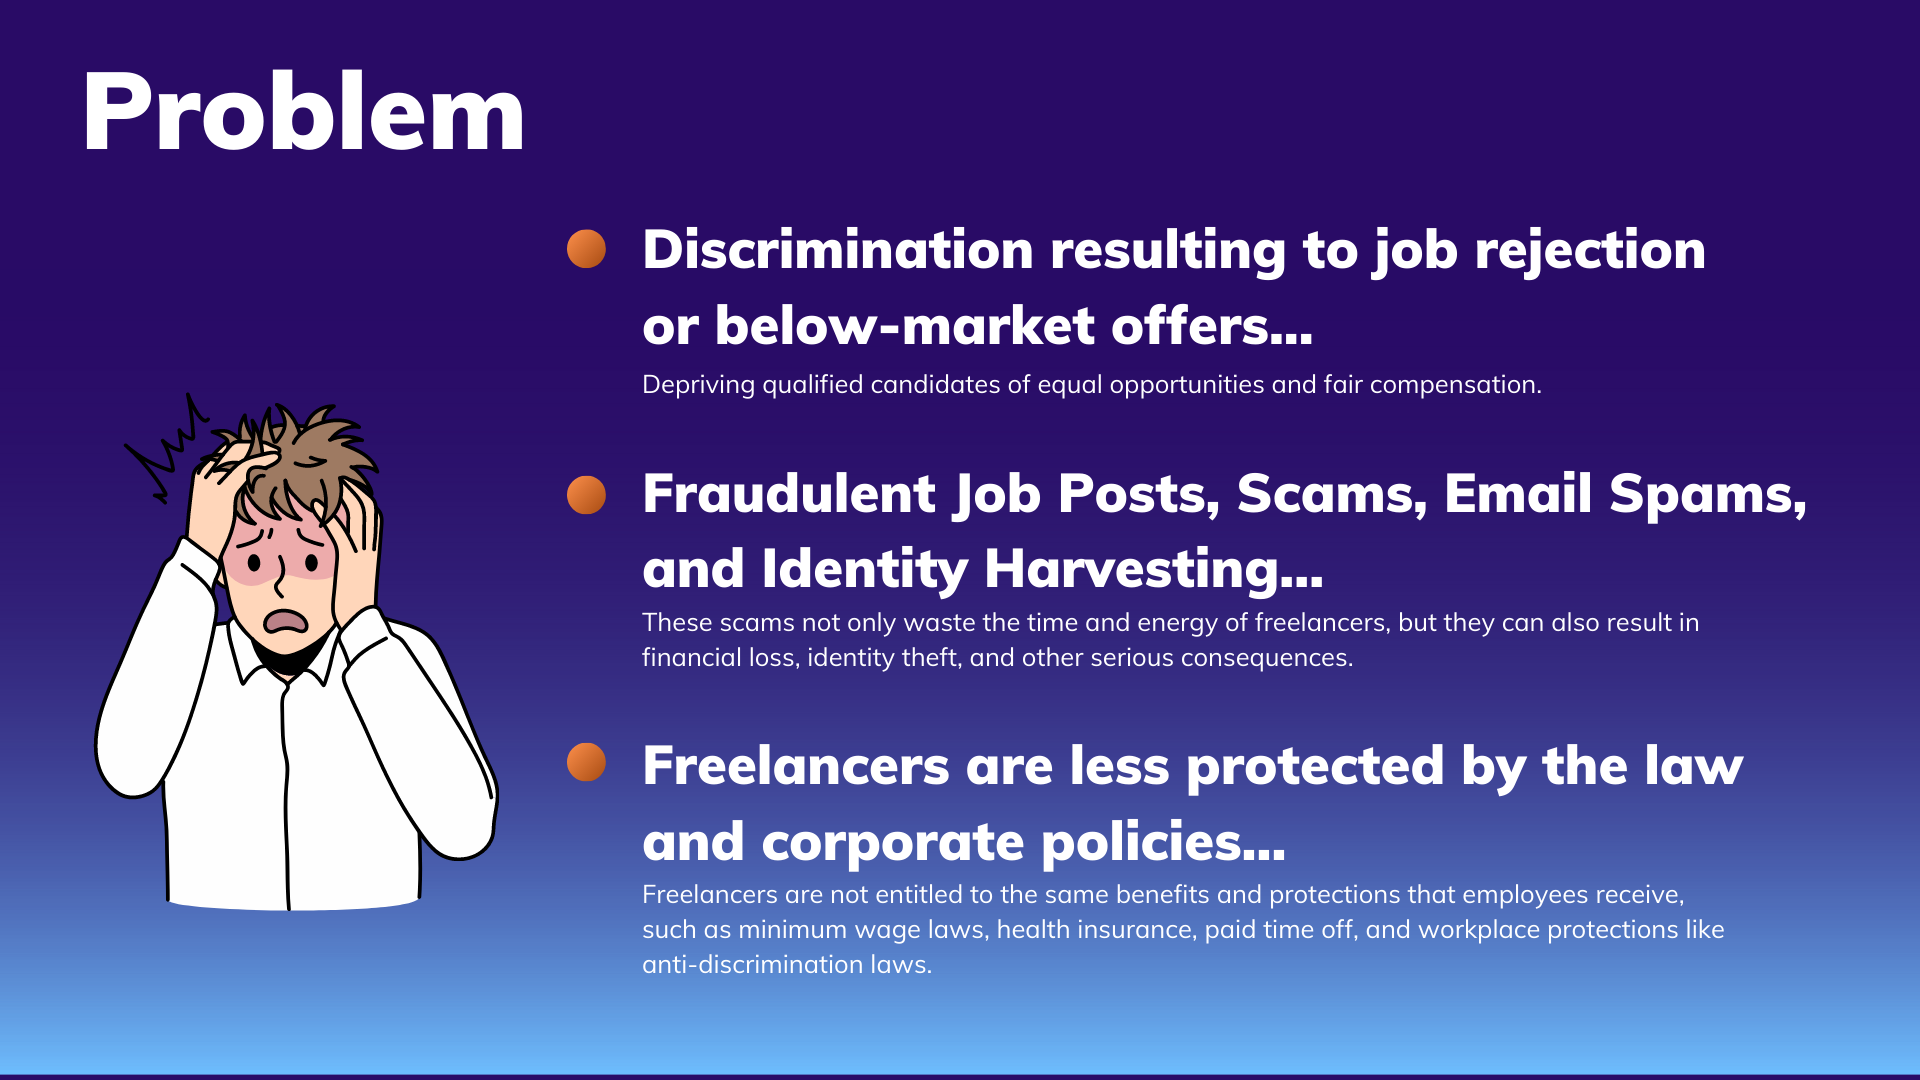 Problem
Discrimination resulting to job rejection
or below-market offers...
Depriving qualified candidates of equal opportunities and fair compensation.
Fraudulent Job Posts, Scams, Email Spams,
and Identity Harvesting...
These scams not only waste the time and energy of freelancers, but they can also result in
financial loss, identity theft, and other serious consequences.
Freelancers are less protected by the law
and corporate policies...
Freelancers are not entitled to the same benefits and protections that employees receive,
such as minimum wage laws, health insurance, paid time off, and workplace protections like
anti-discrimination laws.